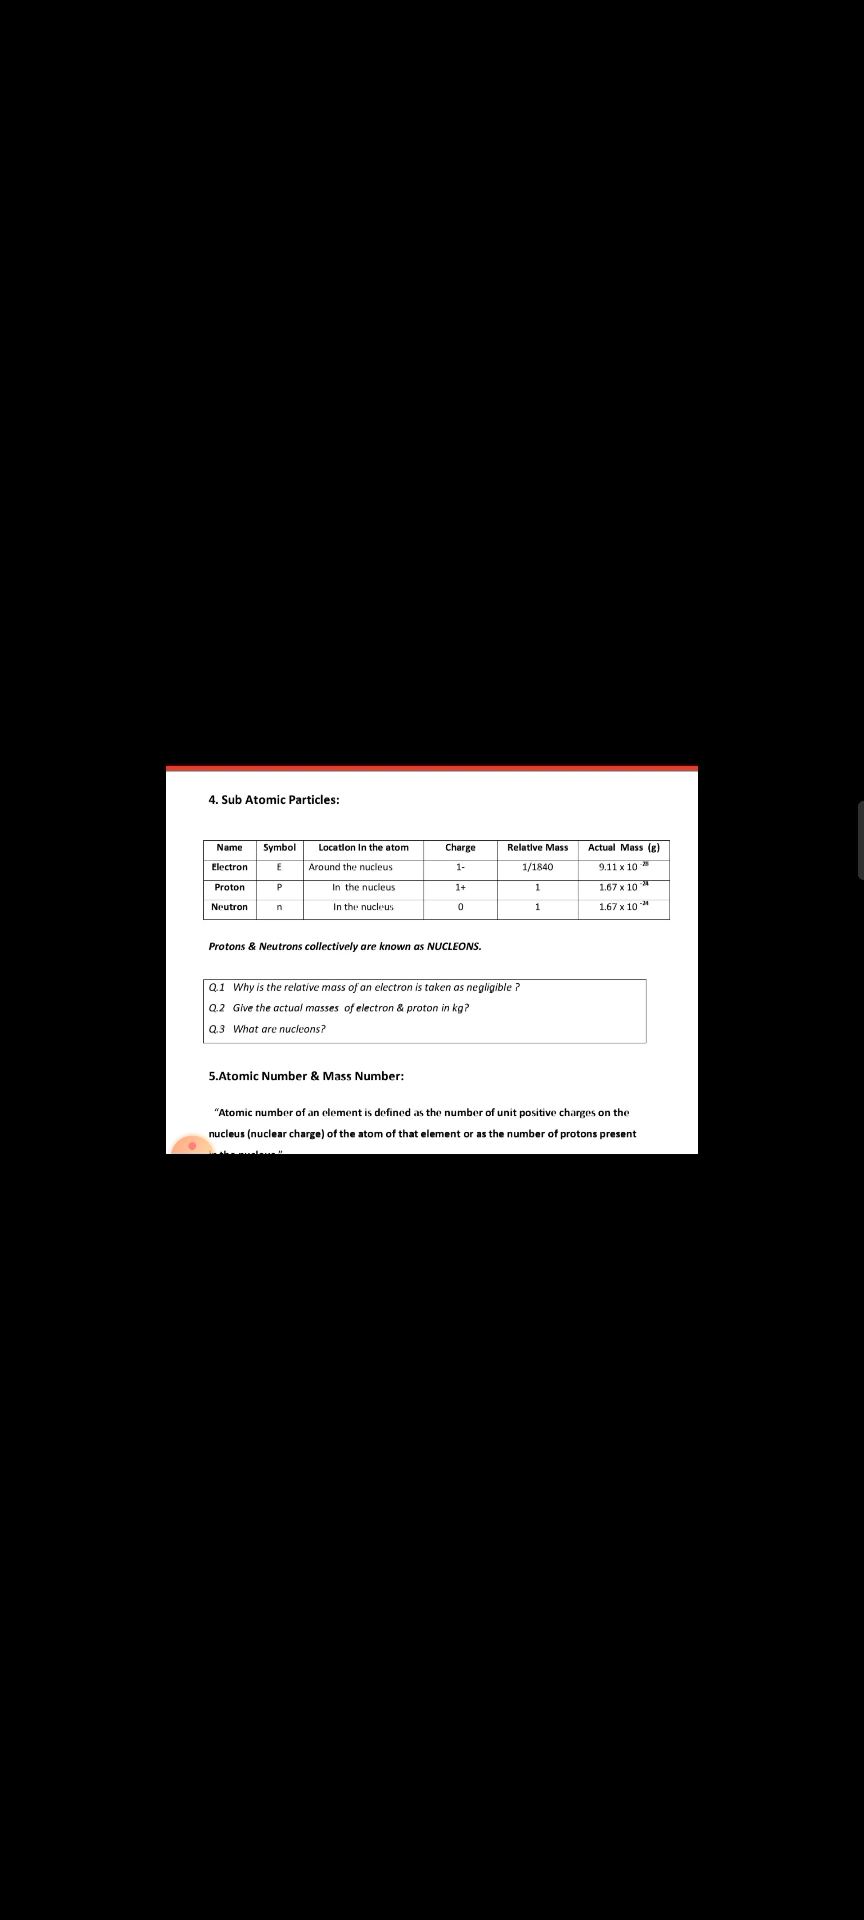 4. Sub Atomic Particles:
Name Symbol Location in the atom Charge Relative Mass Actual Mass (g)
Electron E Around the nucleus 1- 1/1840 9.11 x 10 -28
Proton P In the nucleus 1+ 1 1.67 x 10 -24
Neutron n In the nucleus 0 1 1.67 x 10 -24
Protons & Neutrons collectively are known as NUCLEONS.
Q.1 Why is the relative mass of an electron is taken as negligible ?
Q.2 Give the actual masses of electron & proton in kg?
Q.3 What are nucleons?
5.Atomic Number & Mass Number:
"Atomic number of an element is defined as the number of unit positive charges on the
nucleus (nuclear charge) of the atom of that element or as the number of protons present